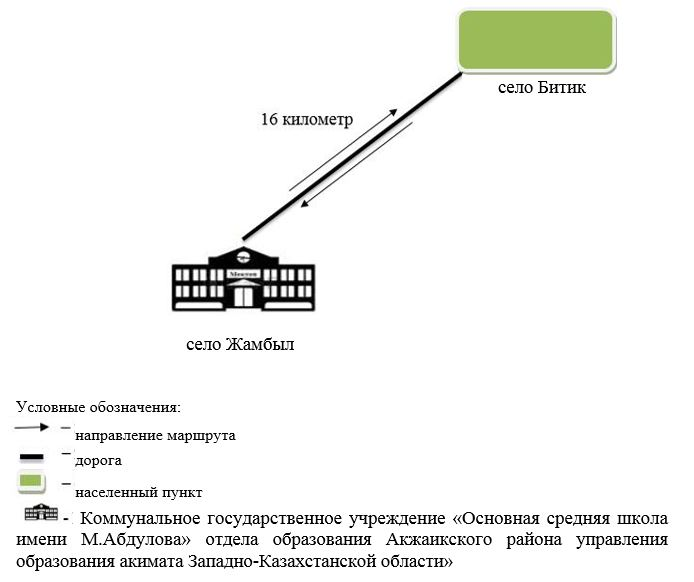 село Битик
16 километр
Мектеп
село Жамбыл
Условные обозначения:
– направление маршрута
– дорога
– населенный пункт
- Коммунальное государственное учреждение «Основная средняя школа
имени М.Абдулова» отдела образования Акжаикского района управления
образования акимата Западно-Казахстанской области»